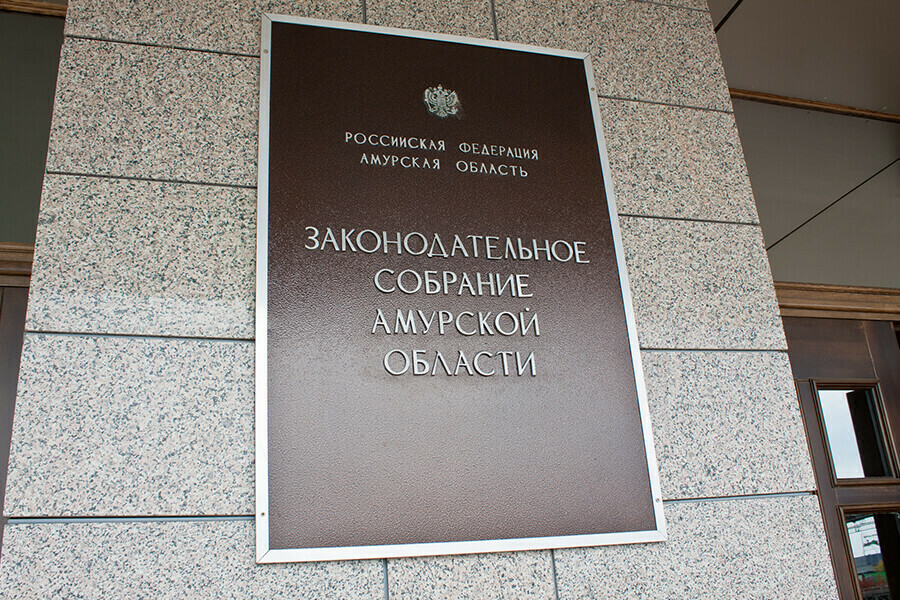 РОССИЙСКАЯ ФЕДЕРАЦИЯ
АМУРСКАЯ ОБЛАСТЬ
ЗАКОНОДАТЕЛЬНОЕ
СОБРАНИЕ
АМУРСКОЙ
ОБЛАСТИ